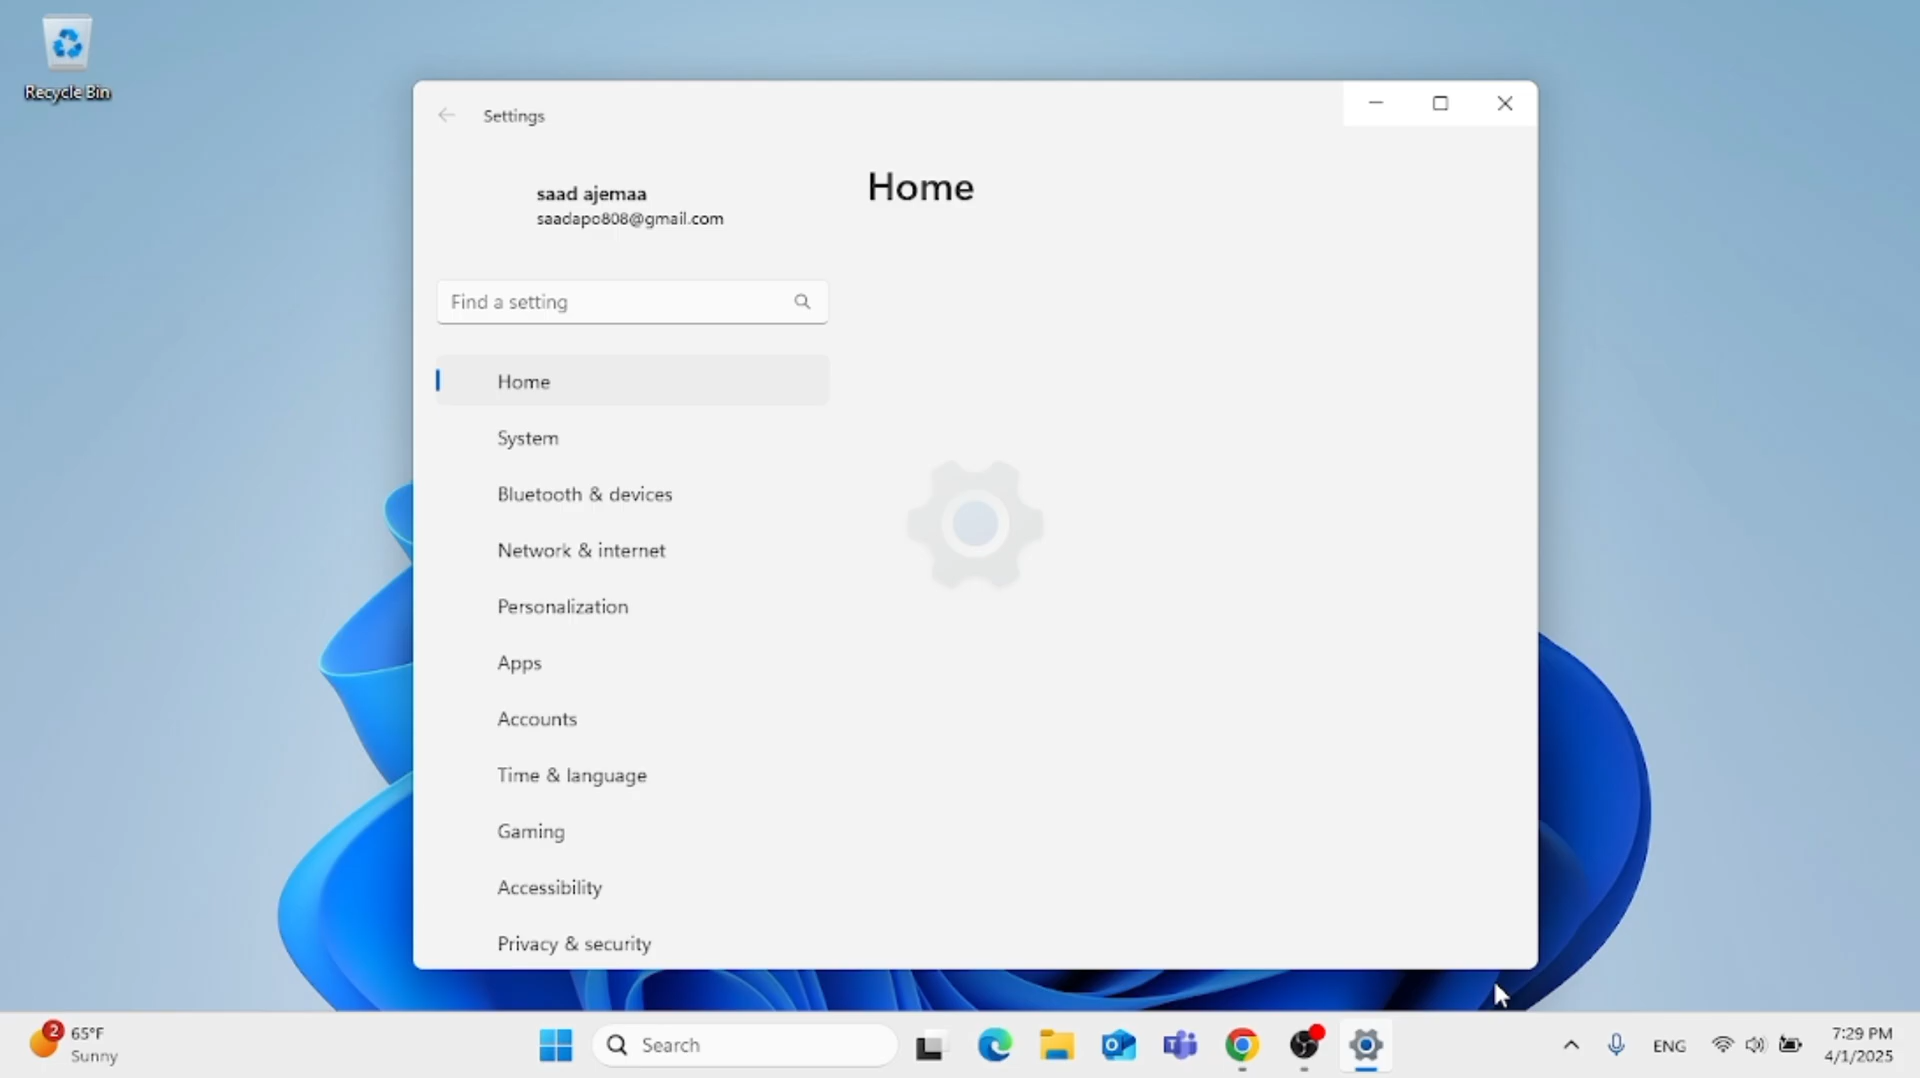 Recycle Bin
Settings
saad ajemaa
saadapo808@gmail.com
Find a setting
Home
System
Bluetooth & devices
Network & internet
Personalization
Apps
Accounts
Time & language
Gaming
Accessibility
Privacy & security
Home
2
65°F
Sunny
Search
ENG
7:29 PM
4/1/2025